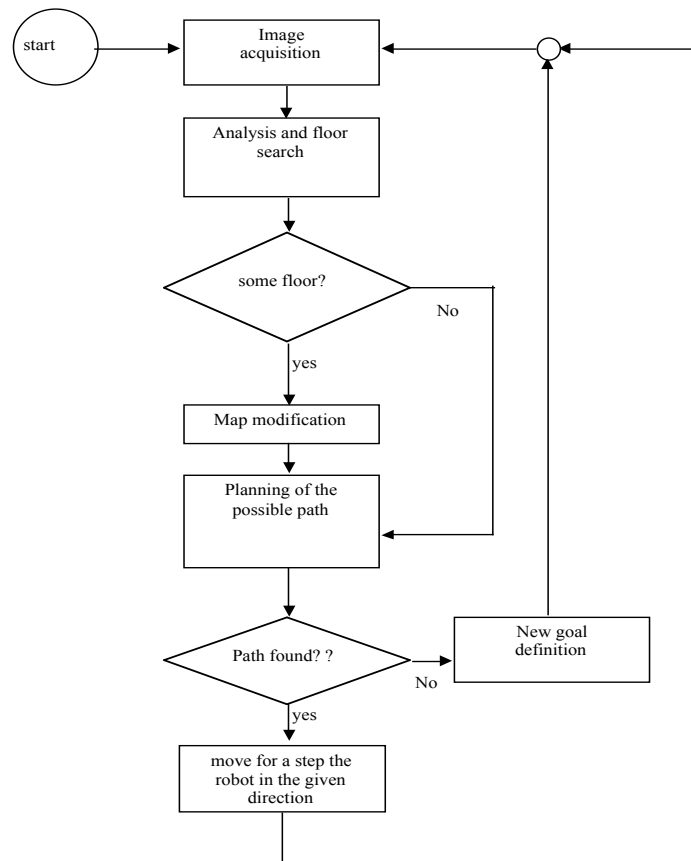 start
Image
acquisition
Analysis and floor
search
some floor?
No
yes
Map modification
Planning of the
possible path
Path found? ?
No
New goal
definition
yes
move for a step the
robot in the given
direction